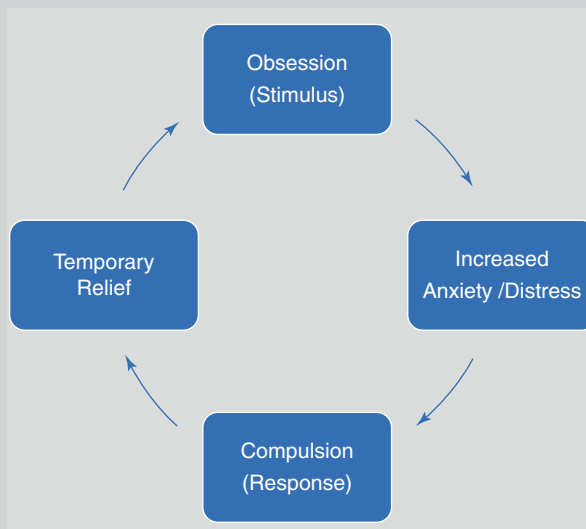 Obsession
(Stimulus)
Increased
Anxiety /Distress
Compulsion
(Response)
Temporary
Relief